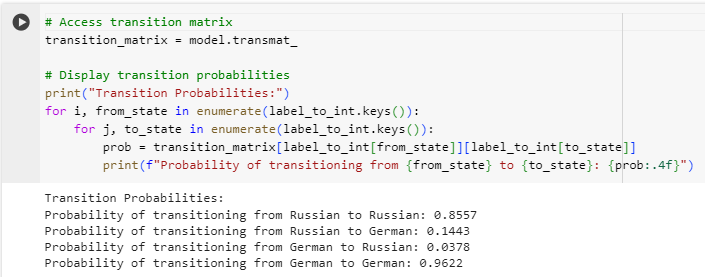 # Access transition matrix
transition_matrix = model.transmat_
# Display transition probabilities
print("Transition Probabilities:")
for i, from_state in enumerate(label_to_int.keys()):
    for j, to_state in enumerate(label_to_int.keys()):
        prob = transition_matrix[label_to_int[from_state]][label_to_int[to_state]]
        print(f"Probability of transitioning from {from_state} to {to_state}: {prob:.4f}")
Transition Probabilities:
Probability of transitioning from Russian to Russian: 0.8557
Probability of transitioning from Russian to German: 0.1443
Probability of transitioning from German to Russian: 0.0378
Probability of transitioning from German to German: 0.9622